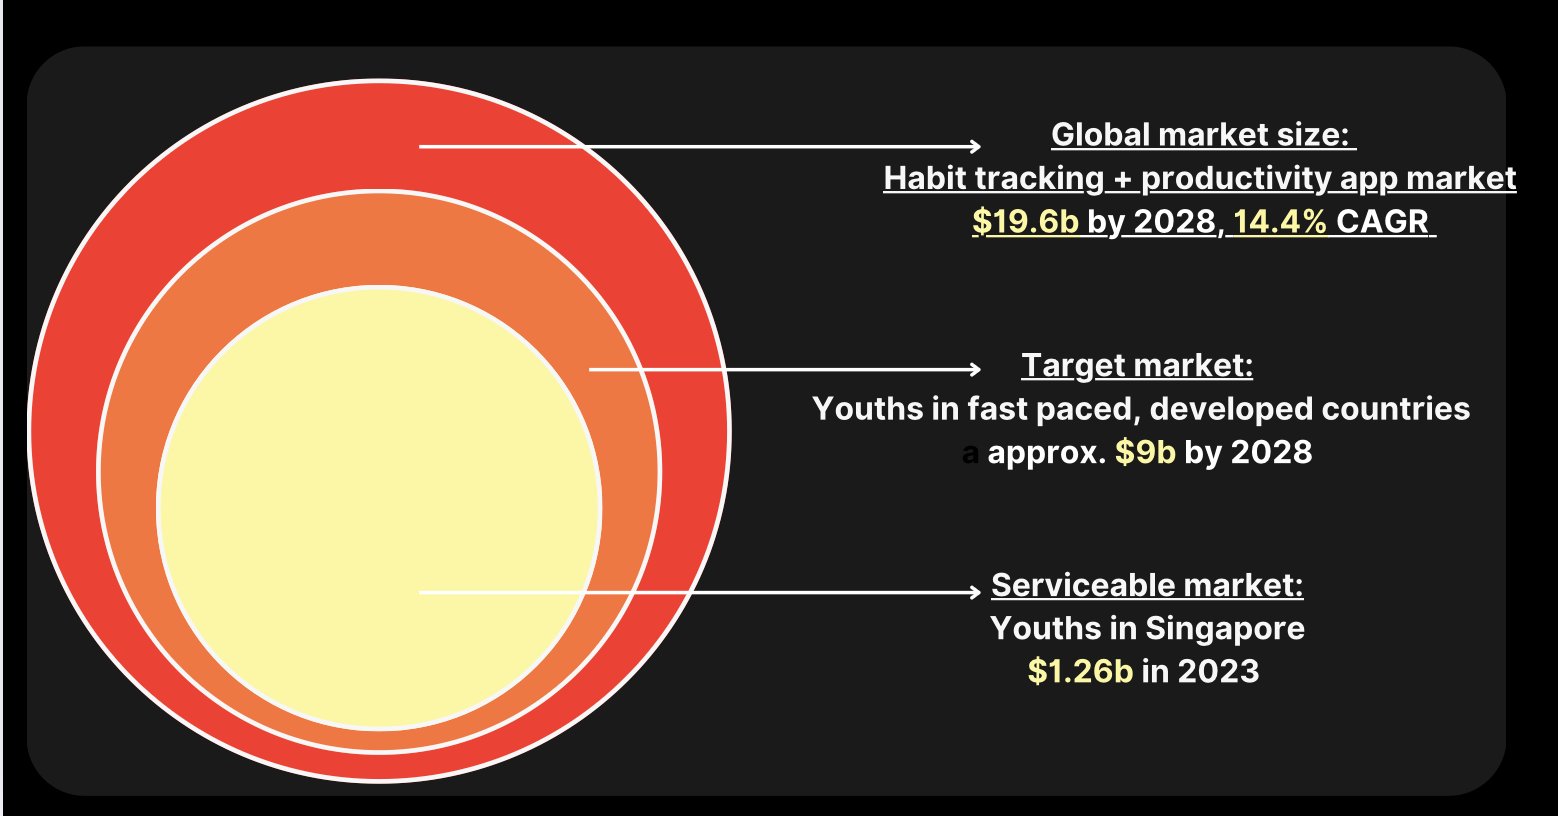 Global market size:
Habit tracking + productivity app market
$19.6b by 2028, 14.4% CAGR
Target market:
Youths in fast paced, developed countries
a approx. $9b by 2028
Serviceable market:
Youths in Singapore
$1.26b in 2023